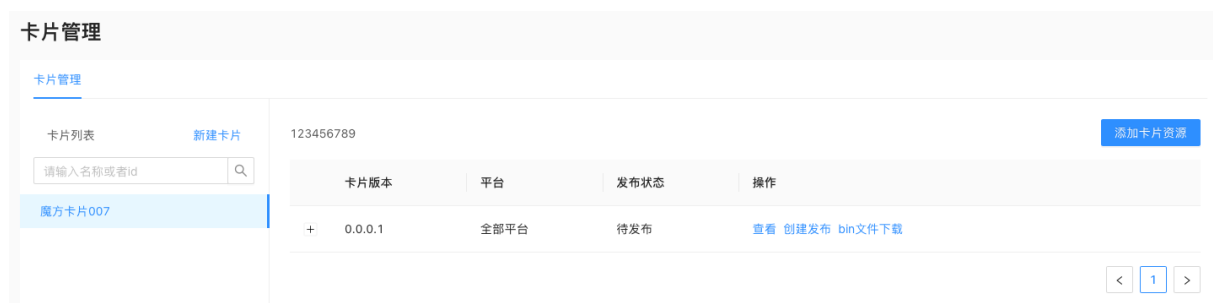 卡片管理
卡片管理
卡片列表 新建卡片
请输入名称或者id
魔方卡片007
123456789 添加卡片资源
卡片版本 平台 发布状态 操作
+ 0.0.0.1 全部平台 待发布 查看 创建发布 bin文件下载
< 1 >